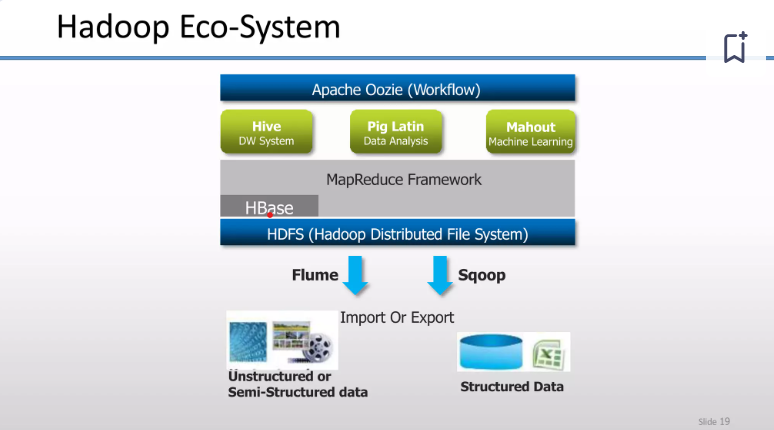 Hadoop Eco-System
Apache Oozie (Workflow)
Hive
DW System
Pig Latin
Data Analysis
Mahout
Machine Learning
MapReduce Framework
HBase
HDFS (Hadoop Distributed File System)
Flume
Sqoop
Import Or Export
Unstructured or
Semi-Structured data
Structured Data
Slide 19